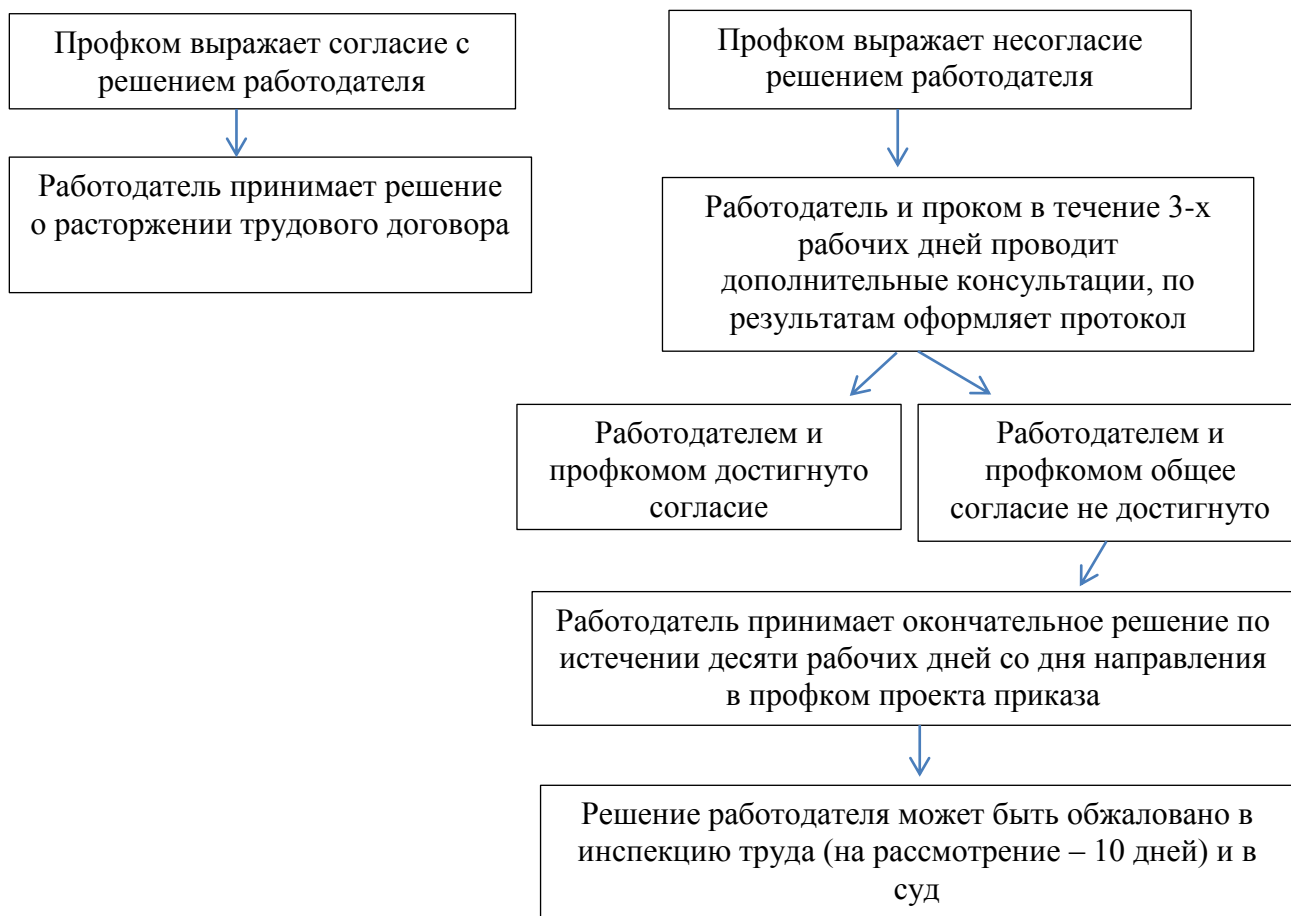 Профком выражает согласие с
решением работодателя
Профком выражает несогласие
решением работодателя
Работодатель принимает решение
о расторжении трудового договора
Работодатель и проком в течение 3-х
рабочих дней проводит
дополнительные консультации, по
результатам оформляет протокол
Работодателем и
профкомом достигнуто
согласие
Работодателем и
профкомом общее
согласие не достигнуто
Работодатель принимает окончательное решение по
истечении десяти рабочих дней со дня направления
в профком проекта приказа
Решение работодателя может быть обжаловано в
инспекцию труда (на рассмотрение – 10 дней) и в
суд